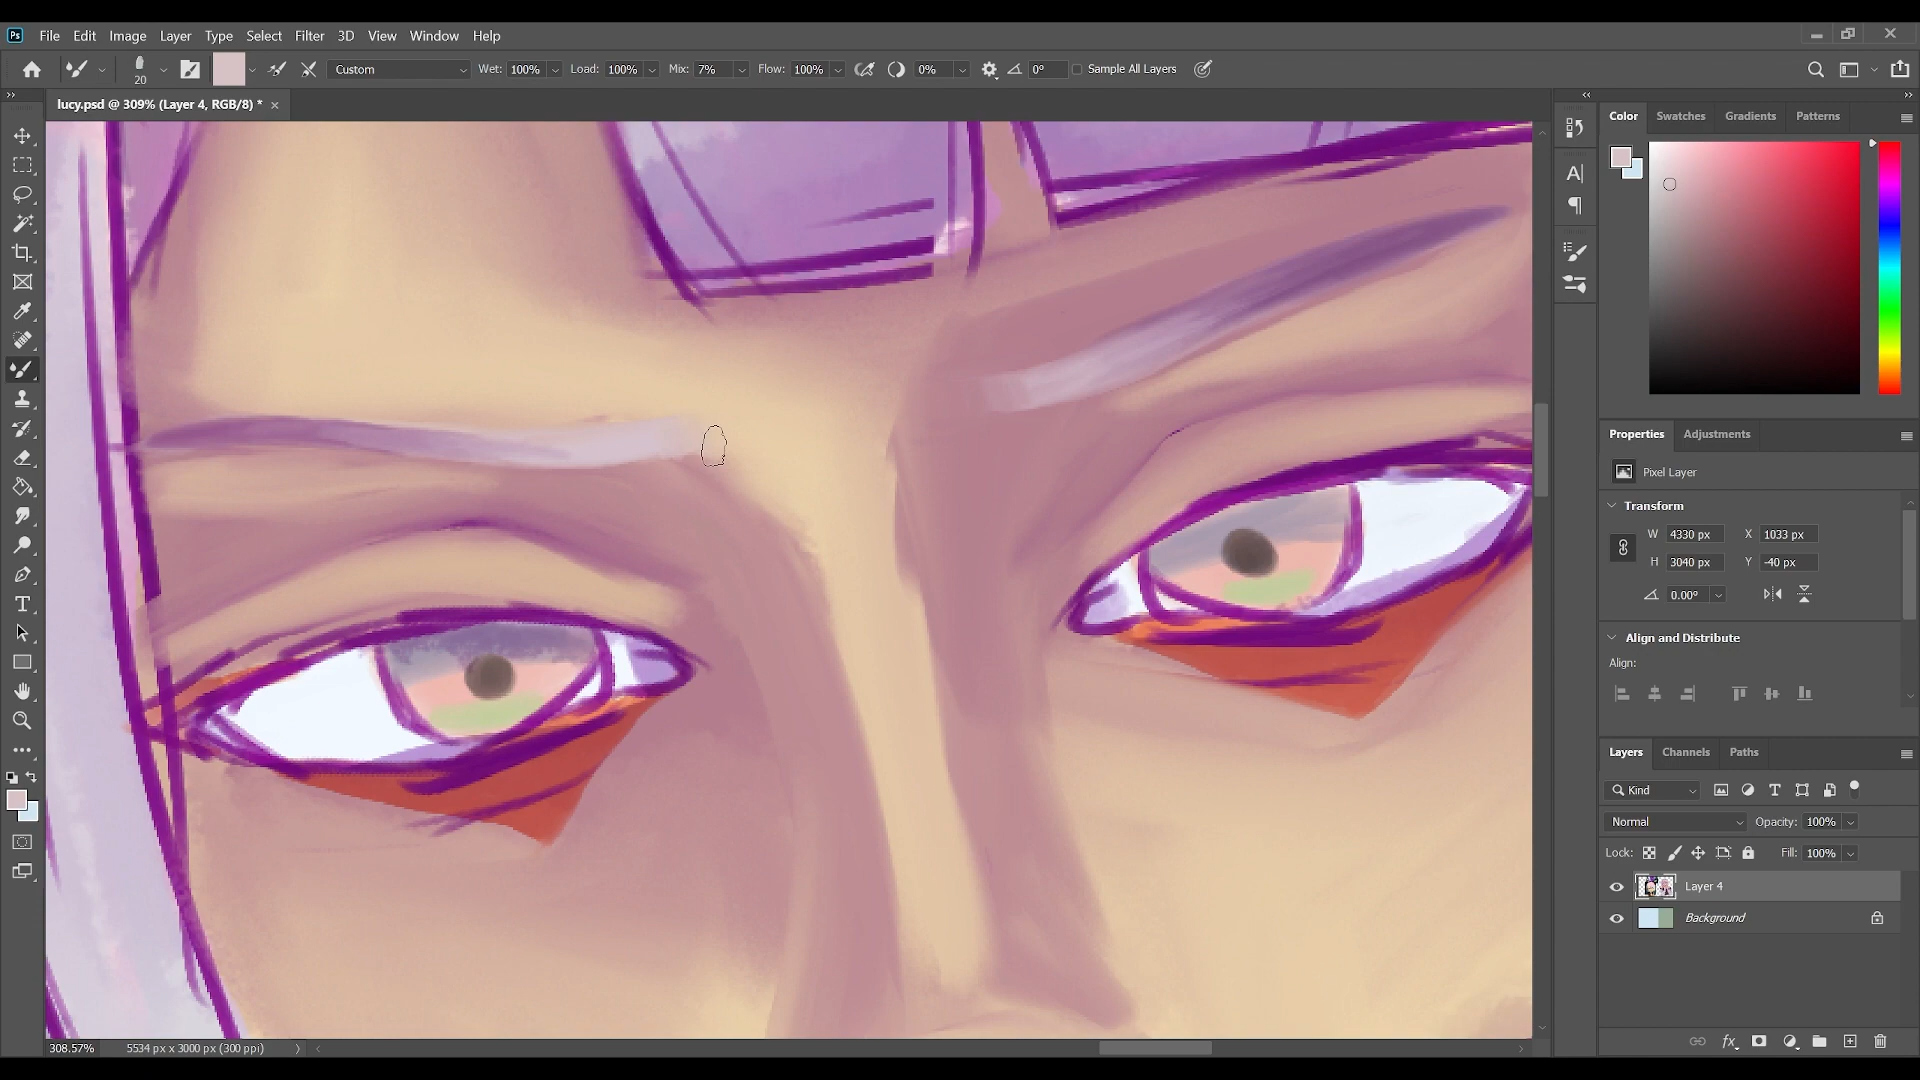 Ps File Edit Image Layer Type Select Filter 3D View Window Help
20 Custom Wet: 100% Load: 100% Mix: 7% Flow: 100% 0% 0° Sample All Layers
lucy.psd @ 309% (Layer 4, RGB/8) *
Color Swatches Gradients Patterns
Properties Adjustments
Pixel Layer
Transform
W 4330 px X 1033 px
H 3040 px Y -40 px
0.00°
Align and Distribute
Align:
Layers Channels Paths
Kind
Normal Opacity: 100%
Lock: Fill: 100%
Layer 4
Background
308.57% 5534 px x 3000 px (300 ppi)